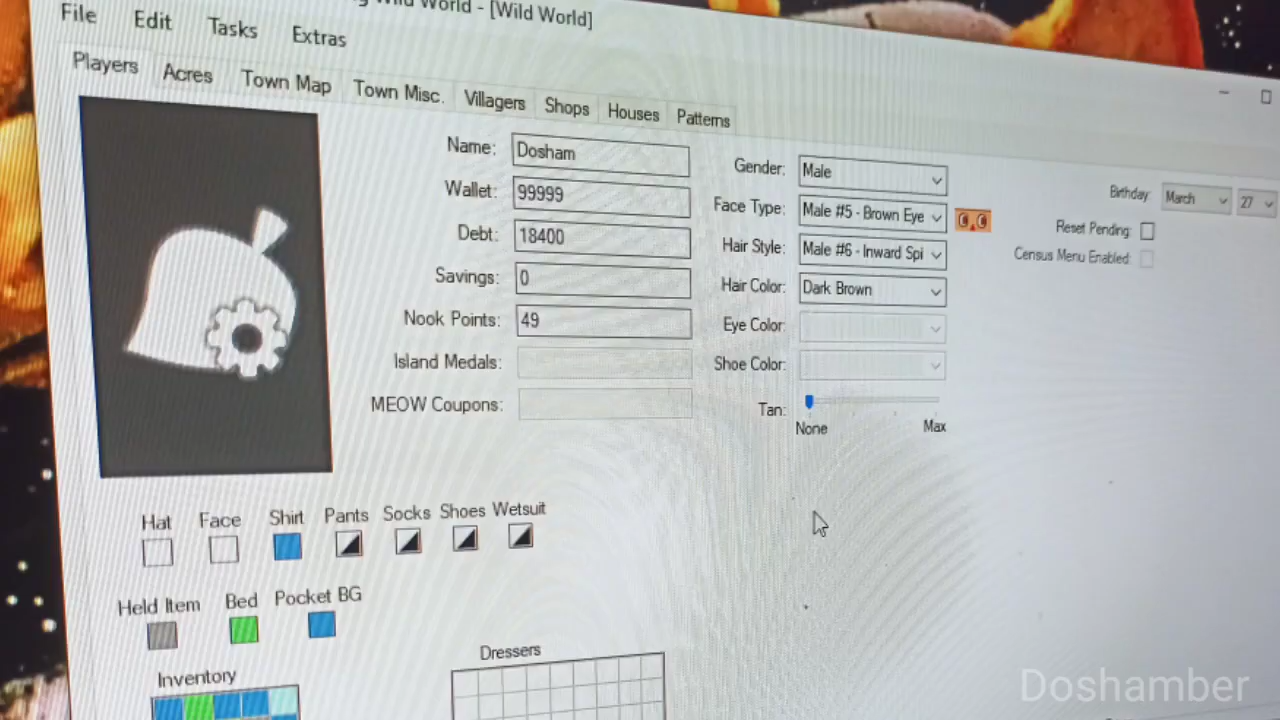 Wild World - [Wild World]
File Edit Tasks Extras
Players Acres Town Map Town Misc. Villagers Shops Houses Patterns
Name: Dosham
Wallet: 99999
Debt: 18400
Savings: 0
Nook Points: 49
Island Medals:
MEOW Coupons:
Gender: Male
Face Type: Male #5 - Brown Eye
Hair Style: Male #6 - Inward Spi
Hair Color: Dark Brown
Eye Color:
Shoe Color:
Tan:
None Max
Birthday: March 27
Reset Pending:
Census Menu Enabled:
Hat Face Shirt Pants Socks Shoes Wetsuit
Held Item Bed Pocket BG
Inventory
Dressers
Doshamber